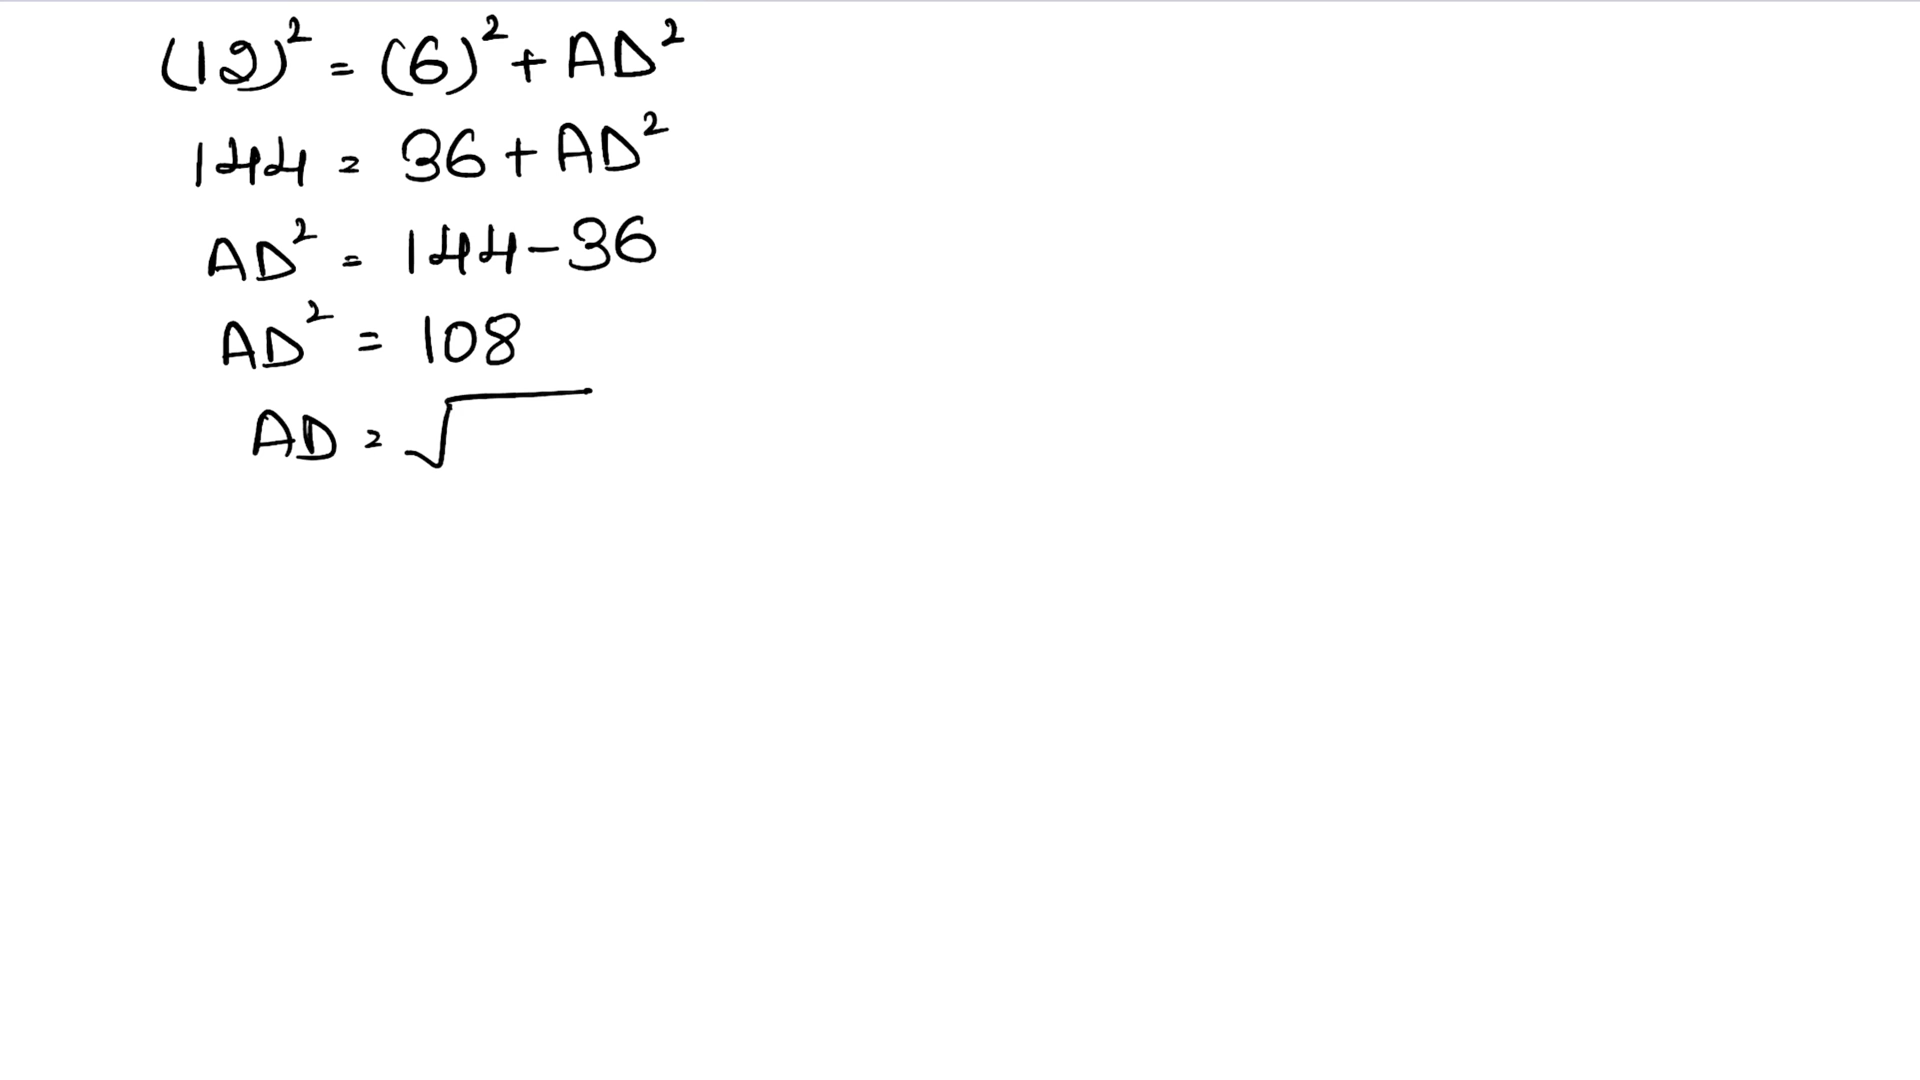 (12)² = (6)² + AD²
144 = 36 + AD²
AD² = 144 - 36
AD² = 108
AD = √